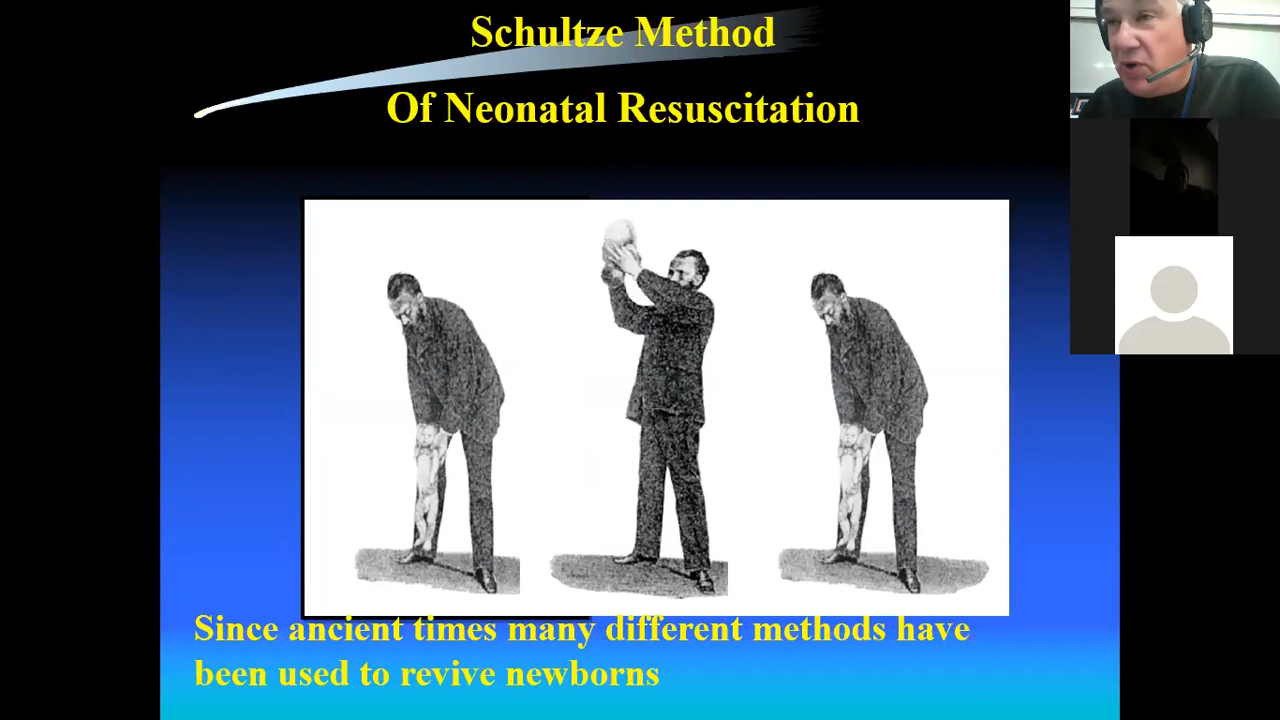 Schultze Method
Of Neonatal Resuscitation
Since ancient times many different methods have
been used to revive newborns